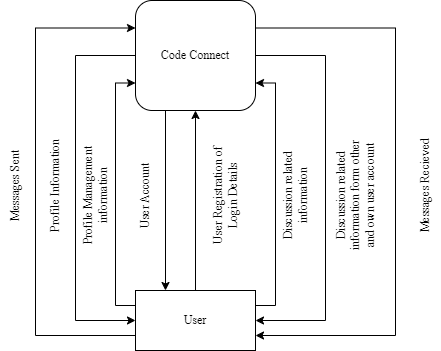 Code Connect
Messages Sent
Profile Information
Profile Management
information
User Account
User Registration of
Login Details
Discussion related
information
Discussion related
information form other
and own user account
Messages Recieved
User